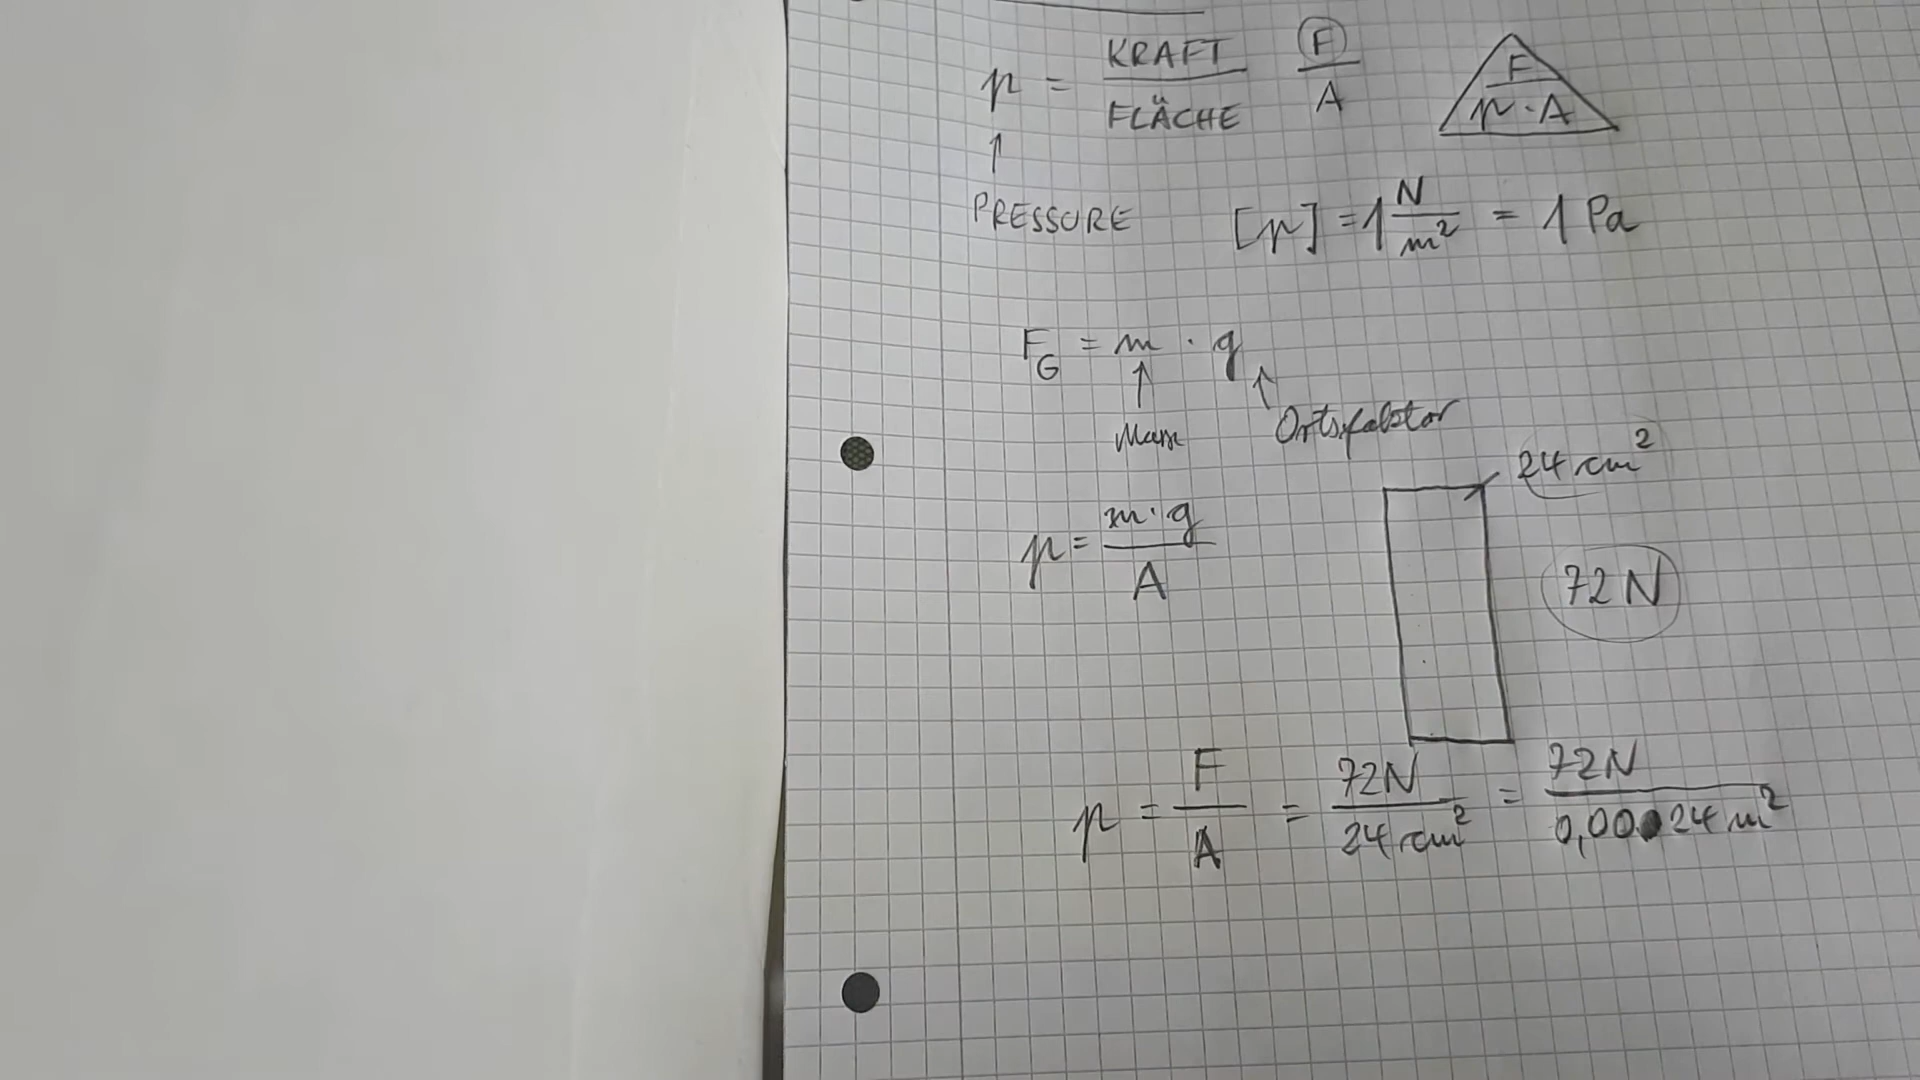 p = KRAFT / FLÄCHE F / A
F / p · A
↑
PRESSURE [p] = 1 N/m² = 1 Pa
F_G = m · g
↑ ↑
Masse Ortsfaktor
24 cm²
p = m · g / A
72 N
p = F / A = 72N / 24 cm² = 72N / 0,0024 m²